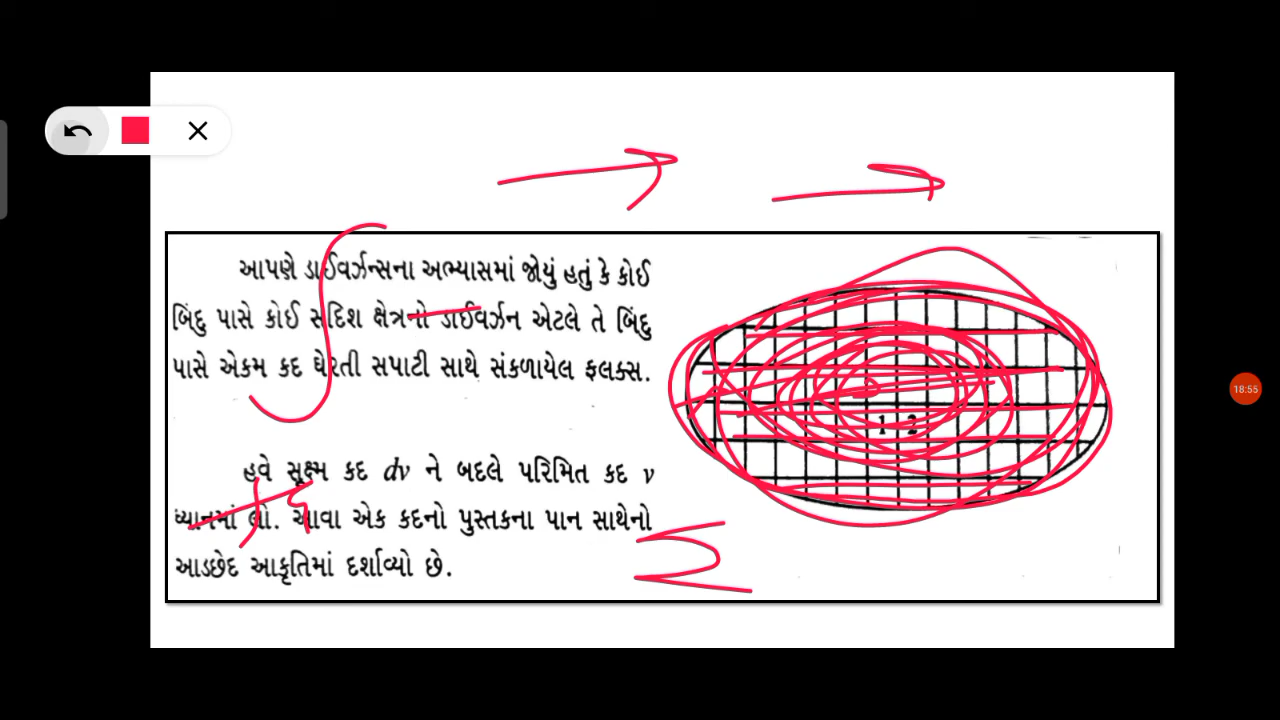 આપણે ડાઈવર્ઝન્સના અભ્યાસમાં જોયું હતું કે કોઈ
બિંદુ પાસે કોઈ સદિશ ક્ષેત્રનો ડાઈવર્ઝન એટલે તે બિંદુ
પાસે એકમ કદ ઘેરતી સપાટી સાથે સંકળાયેલ ફલક્સ.
હવે સૂક્ષ્મ કદ dv ને બદલે પરિમિત કદ v
ધ્યાનમાં લો. આવા એક કદનો પુસ્તકના પાન સાથેનો
આડછેદ આકૃતિમાં દર્શાવ્યો છે.
1 2
18:55